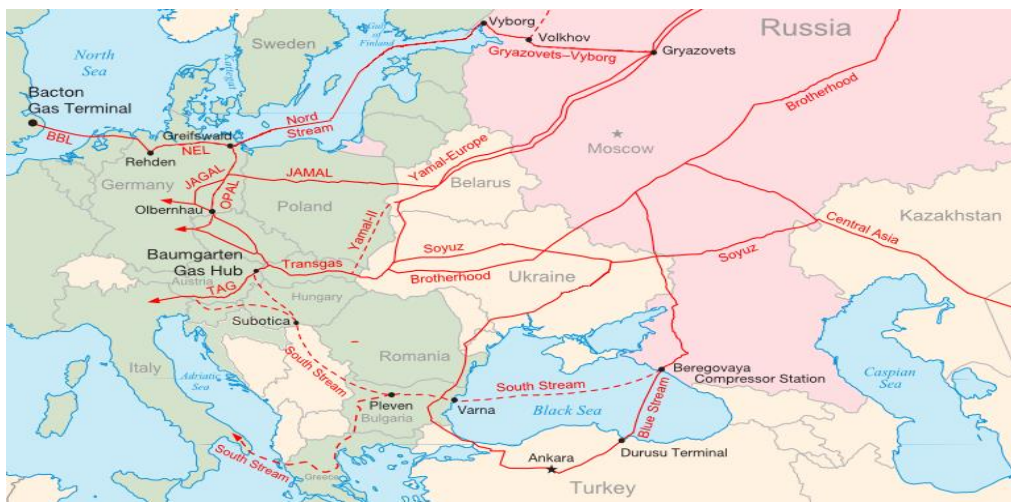 Vyborg
Russia
Gulf
of
Finland
Sweden
Volkhov
Gryazovets
Gryazovets–Vyborg
North
Sea
Kattegat
Brotherhood
Bacton
Gas Terminal
BBL
Greifswald
Nord
Stream
NEL
Rehden
Moscow
Yamal-Europe
JAGAL
JAMAL
Belarus
Germany
OPAL
Poland
Kazakhstan
Olbernhau
Yamal-II
Central Asia
Soyuz
Soyuz
Baumgarten
Gas Hub
Transgas
Brotherhood
Ukraine
Austria
TAG
Hungary
Subotica
Romania
South Stream
Italy
Adriatic
Sea
South Stream
Beregovaya
Compressor Station
Caspian
Sea
Pleven
Varna
Black Sea
Blue Stream
Bulgaria
South Stream
Ankara
Durusu Terminal
Greece
Turkey